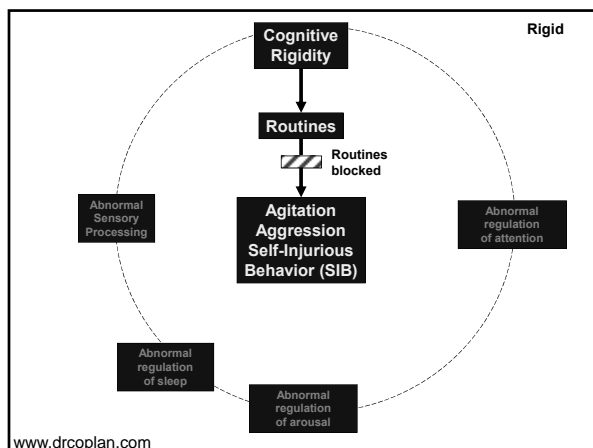 Rigid
Cognitive
Rigidity
Routines
Routines
blocked
Agitation
Aggression
Self-Injurious
Behavior (SIB)
Abnormal
Sensory
Processing
Abnormal
regulation
of attention
Abnormal
regulation
of sleep
Abnormal
regulation
of arousal
www.drcoplan.com